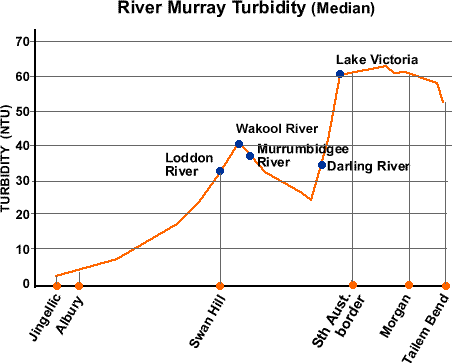 River Murray Turbidity (Median)
TURBIDITY (NTU)
70
60
50
40
30
20
10
0
Lake Victoria
Wakool River
Murrumbidgee
River
Loddon
River
Darling River
Jingellic
Albury
Swan Hill
Sth Aust.
border
Morgan
Tailem Bend